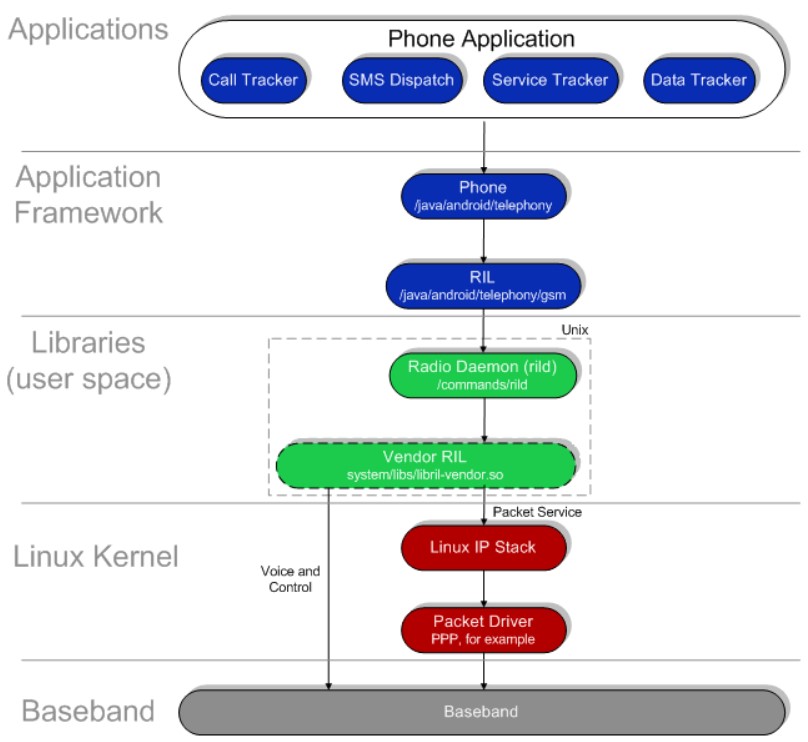 Applications
Phone Application
Call Tracker
SMS Dispatch
Service Tracker
Data Tracker
Application
Framework
Phone
/java/android/telephony
RIL
/java/android/telephony/gsm
Libraries
(user space)
Unix
Radio Daemon (rild)
/commands/rild
Vendor RIL
system/libs/libril-vendor.so
Packet Service
Linux Kernel
Linux IP Stack
Voice and
Control
Packet Driver
PPP, for example
Baseband
Baseband